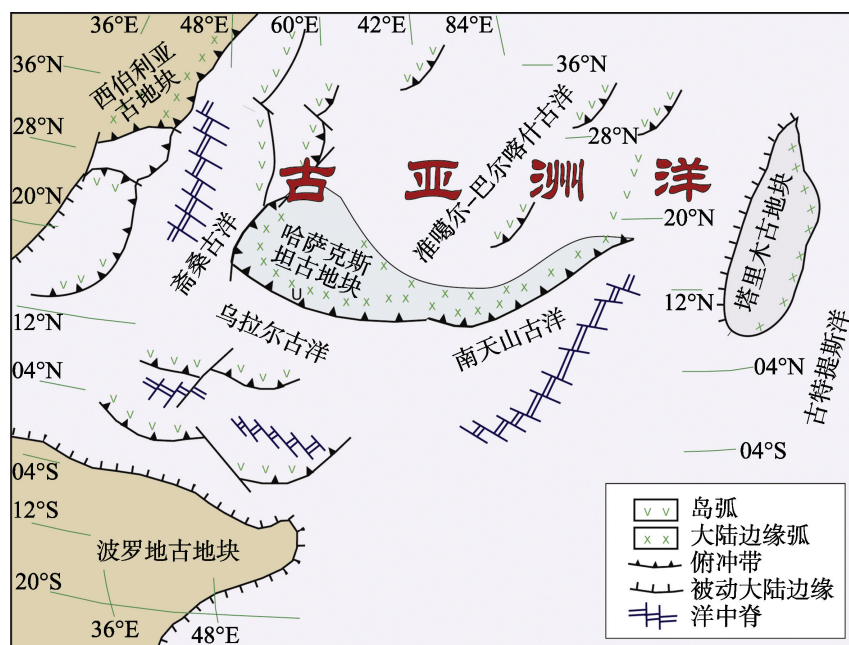 36°E 48°E 60°E 42°E 84°E
36°N
36°N
西伯利亚
古地块
28°N
28°N
准噶尔-巴尔喀什古洋
古亚洲洋
20°N
20°N
斋桑古洋
哈萨克斯
坦古地块
U
塔里木古地块
12°N
12°N
乌拉尔古洋
南天山古洋
古特提斯洋
04°N
04°N
04°S
04°S
12°S
波罗地古地块
20°S
36°E
48°E
岛弧
大陆边缘弧
俯冲带
被动大陆边缘
洋中脊